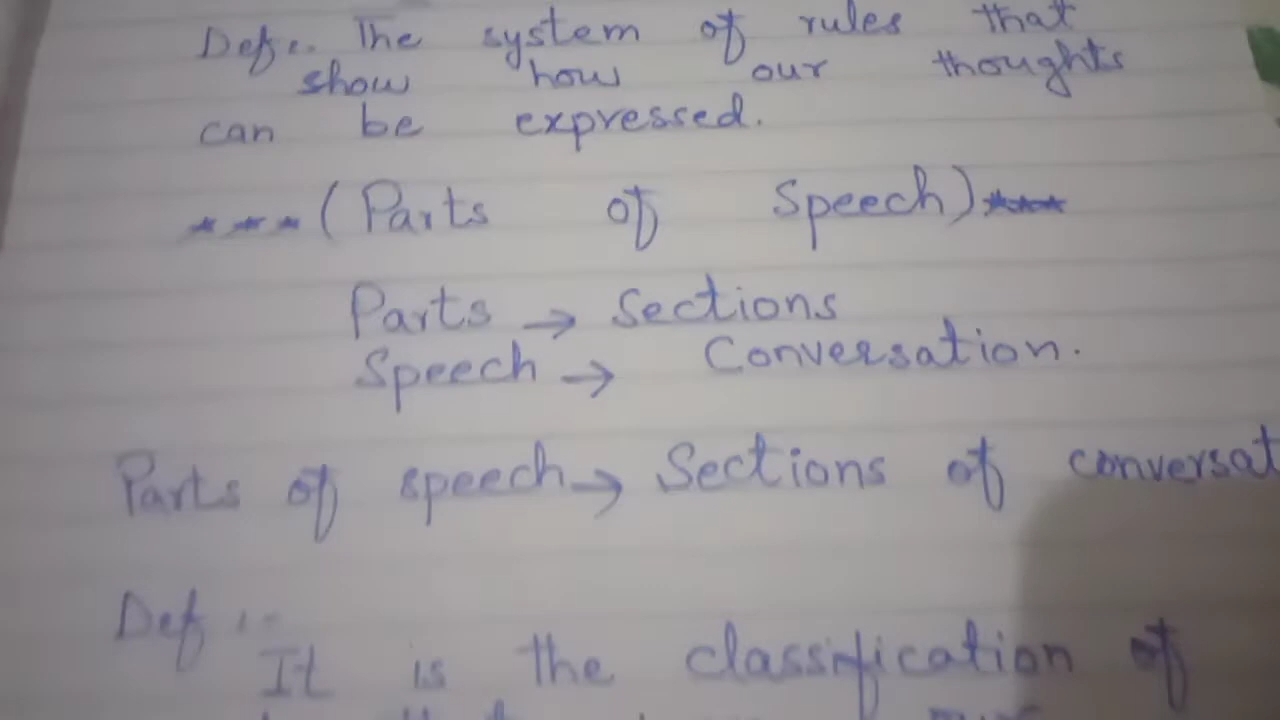 Def:. The system of rules that
show how our thoughts
can be expressed.
***(Parts of Speech)***
Parts → Sections
Speech → Conversation.
Parts of speech → Sections of conversat
Def :-
It is the classification of